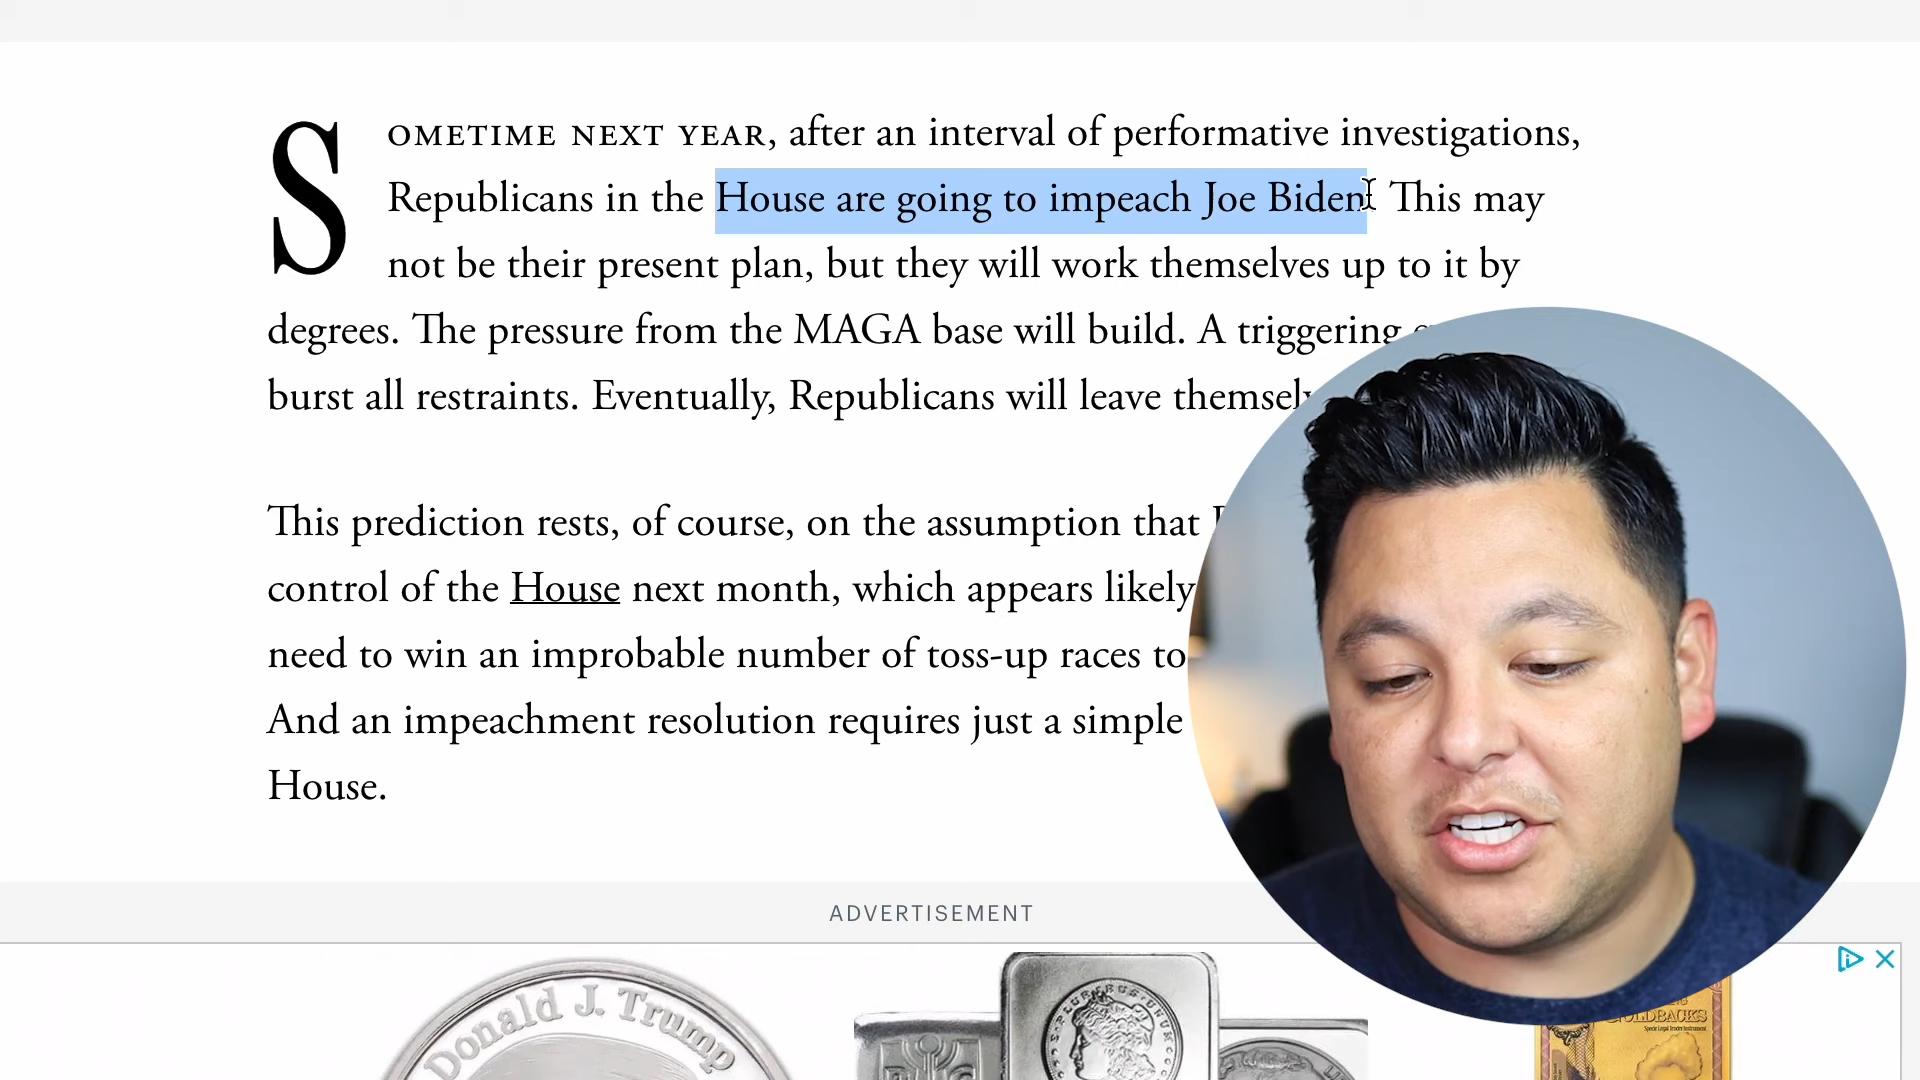 SOMETIME NEXT YEAR, after an interval of performative investigations,
Republicans in the House are going to impeach Joe Biden. This may
not be their present plan, but they will work themselves up to it by
degrees. The pressure from the MAGA base will build. A triggering
burst all restraints. Eventually, Republicans will leave
This prediction rests, of course, on the assumption that
control of the House next month, which appears likely
need to win an improbable number of toss-up races to
And an impeachment resolution requires just a simple
House.
ADVERTISEMENT
Donald J. Trump
E·PLURIBUS·UNUM
GOLDBACKS